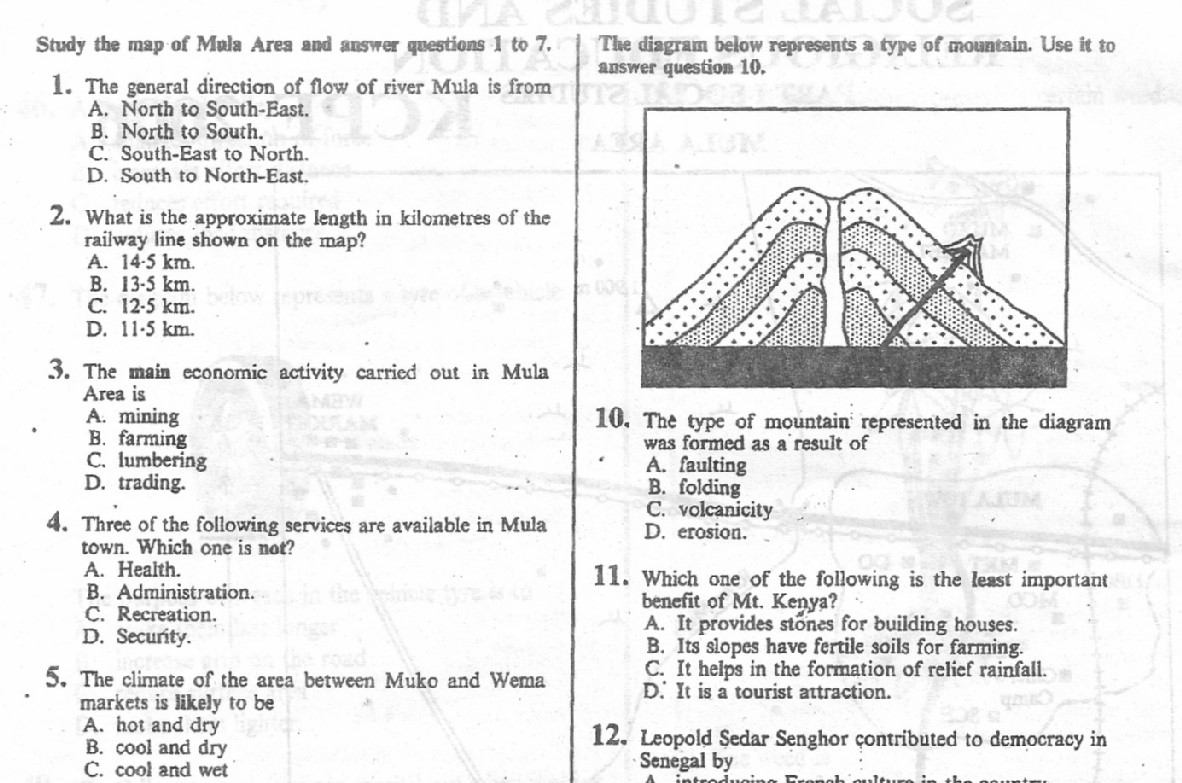 Study the map of Mula Area and answer questions 1 to 7.
1. The general direction of flow of river Mula is from
A. North to South-East.
B. North to South.
C. South-East to North.
D. South to North-East.
2. What is the approximate length in kilometres of the
railway line shown on the map?
A. 14·5 km.
B. 13·5 km.
C. 12·5 km.
D. 11·5 km.
3. The main economic activity carried out in Mula
Area is
A. mining
B. farming
C. lumbering
D. trading.
4. Three of the following services are available in Mula
town. Which one is not?
A. Health.
B. Administration.
C. Recreation.
D. Security.
5. The climate of the area between Muko and Wema
markets is likely to be
A. hot and dry
B. cool and dry
C. cool and wet
The diagram below represents a type of mountain. Use it to
answer question 10.
10. The type of mountain represented in the diagram
was formed as a result of
A. faulting
B. folding
C. volcanicity
D. erosion.
11. Which one of the following is the least important
benefit of Mt. Kenya?
A. It provides stones for building houses.
B. Its slopes have fertile soils for farming.
C. It helps in the formation of relief rainfall.
D. It is a tourist attraction.
12. Leopold Sedar Senghor contributed to democracy in
Senegal by
A. introducing French culture in the country